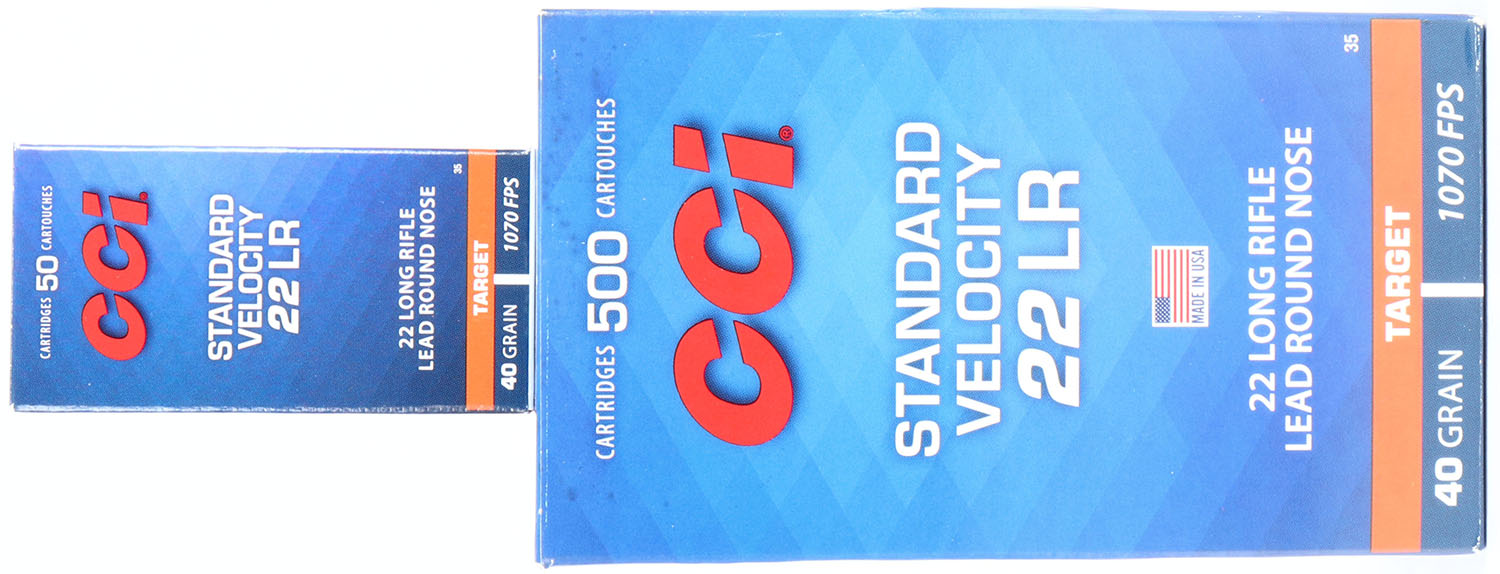 CARTRIDGES 50 CARTOUCHES
CCi®
STANDARD
VELOCITY
22 LR
22 LONG RIFLE
LEAD ROUND NOSE
35
TARGET
40 GRAIN 1070 FPS
CARTRIDGES 500 CARTOUCHES
CCi®
STANDARD
VELOCITY
22 LR
MADE IN USA
22 LONG RIFLE
LEAD ROUND NOSE
35
TARGET
40 GRAIN 1070 FPS